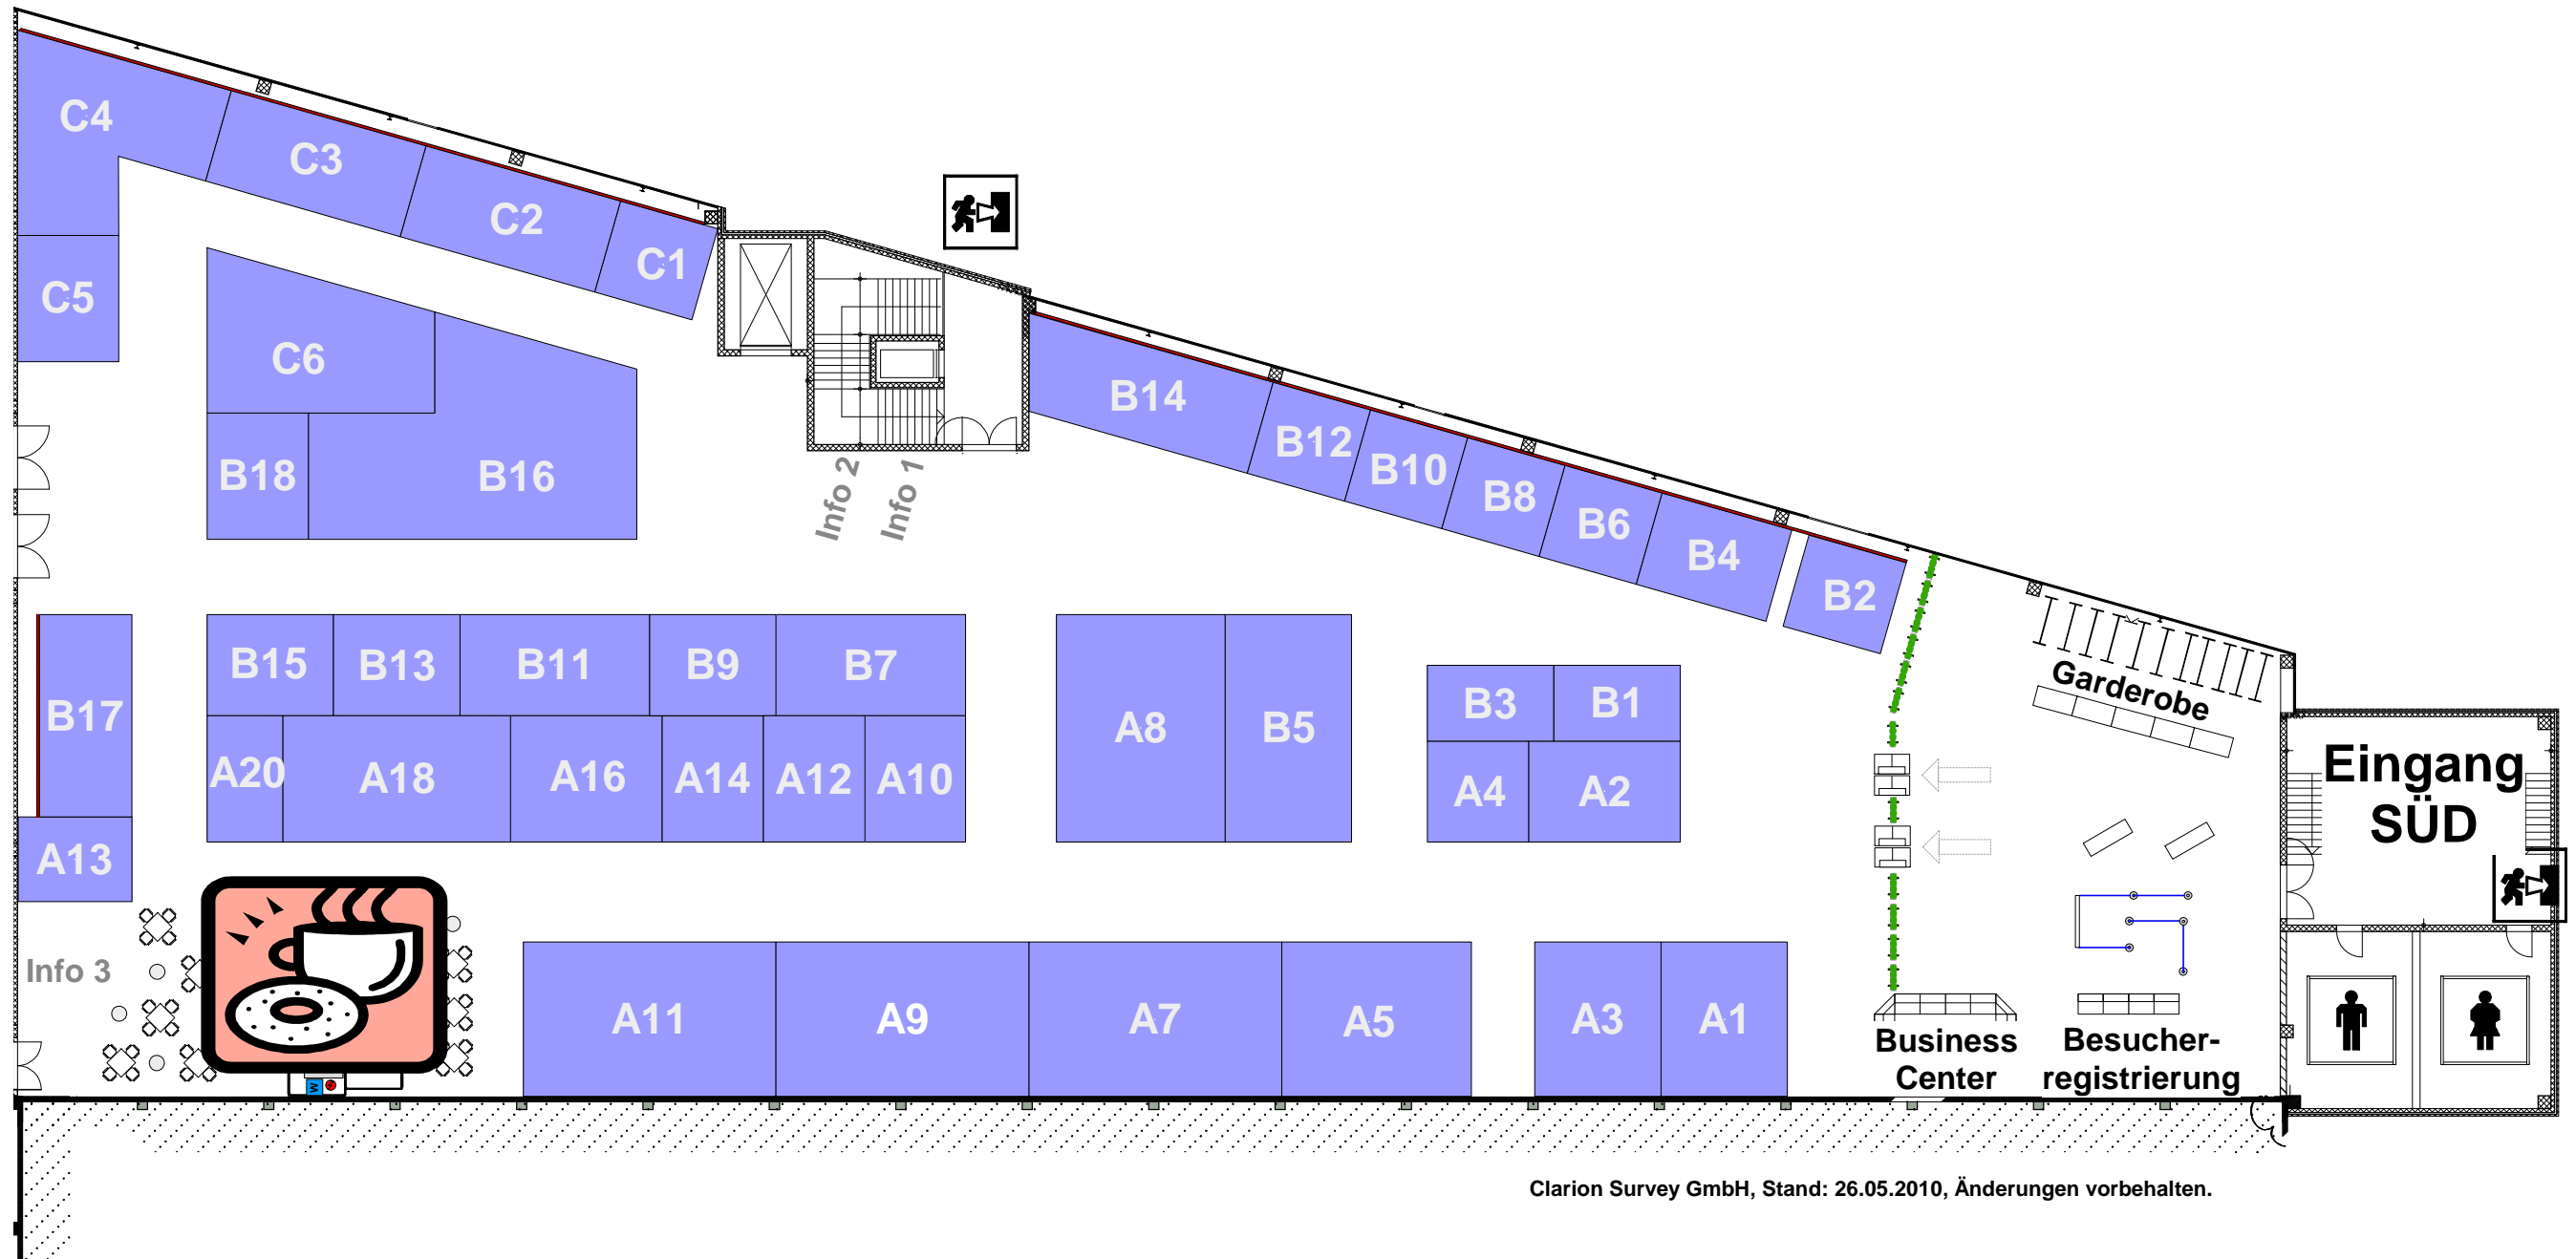 C4
C3
C2
C1
C5
C6
B14
B12
B10
B8
B6
B4
B2
B18
B16
Info 2
Info 1
B15
B13
B11
B9
B7
B17
A20
A18
A16
A14
A12
A10
A8
B5
B3
B1
A4
A2
A13
Garderobe
Eingang
SÜD
Info 3
A11
A9
A7
A5
A3
A1
Business
Center
Besucher-
registrierung
W
Clarion Survey GmbH, Stand: 26.05.2010, Änderungen vorbehalten.